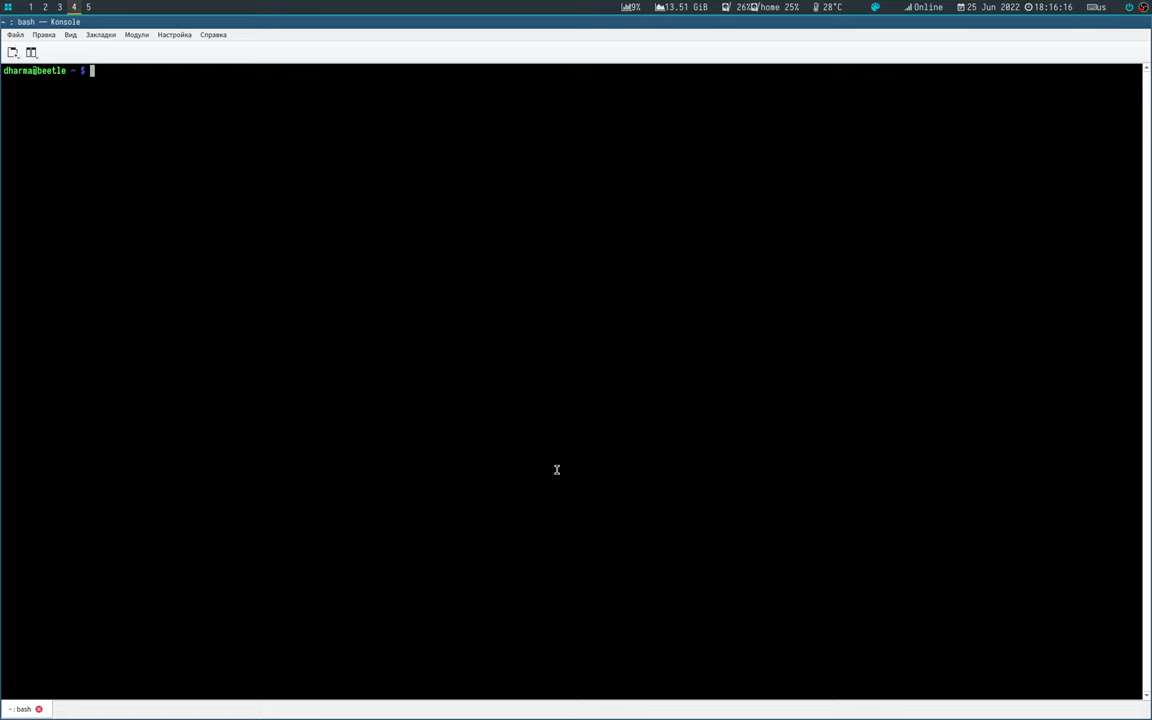 1 2 3 4 5 9% 13.51 GiB / 26% /home 25% 28°C Online 25 Jun 2022 18:16:16 us
~ : bash — Konsole
Файл Правка Вид Закладки Модули Настройка Справка
dharma@beetle ~ $
~ : bash